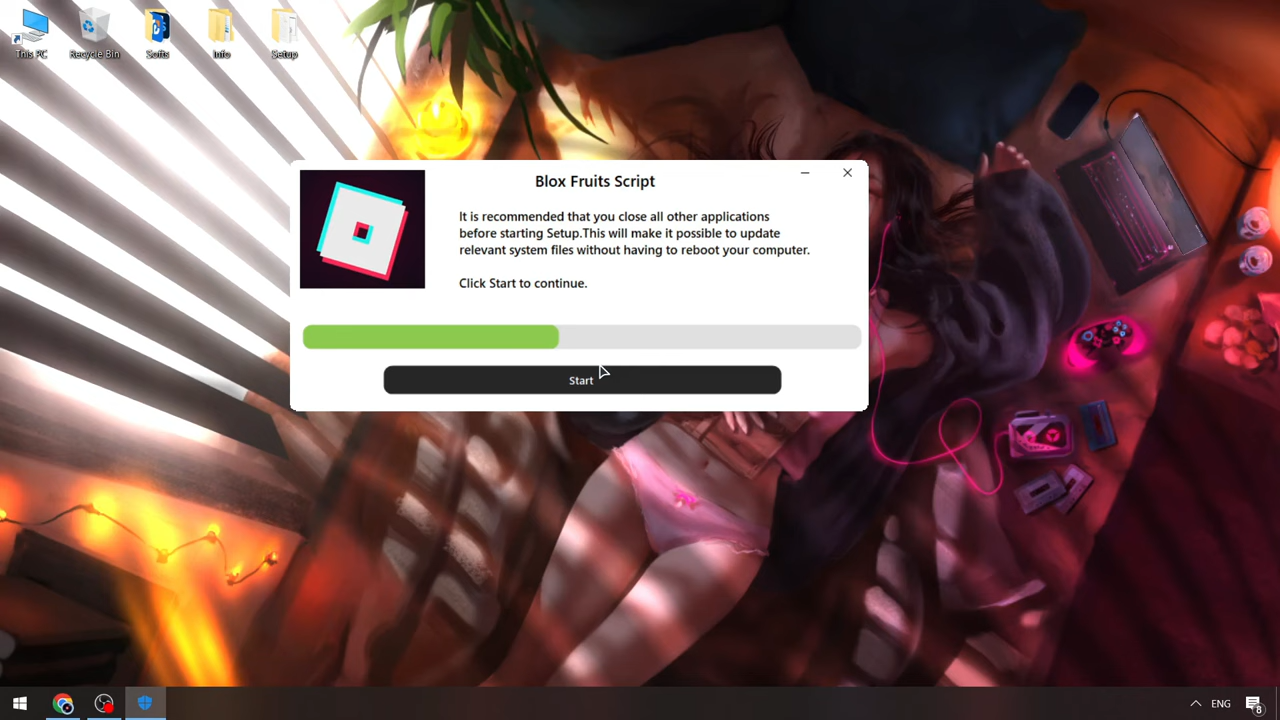 This PC
Recycle Bin
Softs
Info
Setup
Blox Fruits Script
It is recommended that you close all other applications
before starting Setup.This will make it possible to update
relevant system files without having to reboot your computer.
Click Start to continue.
Start
ENG
8